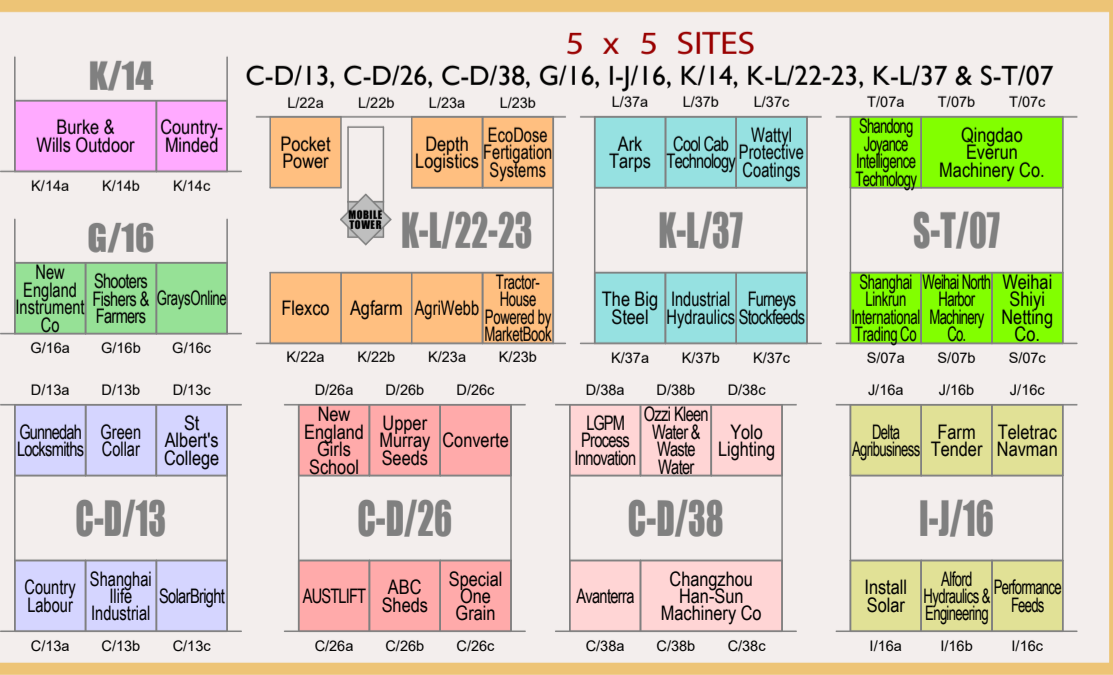 5 x 5 SITES
C-D/13, C-D/26, C-D/38, G/16, I-J/16, K/14, K-L/22-23, K-L/37 & S-T/07
K/14
Burke &
Wills Outdoor
Country-
Minded
K/14a K/14b K/14c
L/22a L/22b L/23a L/23b
Pocket
Power
Depth
Logistics
EcoDose
Fertigation
Systems
MOBILE
TOWER
K-L/22-23
Flexco
Agfarm
AgriWebb
Tractor-
House
Powered by
MarketBook
K/22a K/22b K/23a K/23b
L/37a L/37b L/37c
Ark
Tarps
Cool Cab
Technology
Wattyl
Protective
Coatings
K-L/37
The Big
Steel
Industrial
Hydraulics
Furneys
Stockfeeds
K/37a K/37b K/37c
T/07a T/07b T/07c
Shandong
Joyance
Intelligence
Technology
Qingdao
Everun
Machinery Co.
S-T/07
Shanghai
Linkrun
International
Trading Co
Weihai North
Harbor
Machinery
Co.
Weihai
Shiyi
Netting
Co.
S/07a S/07b S/07c
G/16
New
England
Instrument
Co
Shooters
Fishers &
Farmers
GraysOnline
G/16a G/16b G/16c
D/13a D/13b D/13c
Gunnedah
Locksmiths
Green
Collar
St
Albert's
College
C-D/13
Country
Labour
Shanghai
Ilife
Industrial
SolarBright
C/13a C/13b C/13c
D/26a D/26b D/26c
New
England
Girls
School
Upper
Murray
Seeds
Converte
C-D/26
AUSTLIFT
ABC
Sheds
Special
One
Grain
C/26a C/26b C/26c
D/38a D/38b D/38c
LGPM
Process
Innovation
Ozzi Kleen
Water &
Waste
Water
Yolo
Lighting
C-D/38
Avanterra
Changzhou
Han-Sun
Machinery Co
C/38a C/38b C/38c
J/16a J/16b J/16c
Delta
Agribusiness
Farm
Tender
Teletrac
Navman
I-J/16
Install
Solar
Alford
Hydraulics &
Engineering
Performance
Feeds
I/16a I/16b I/16c